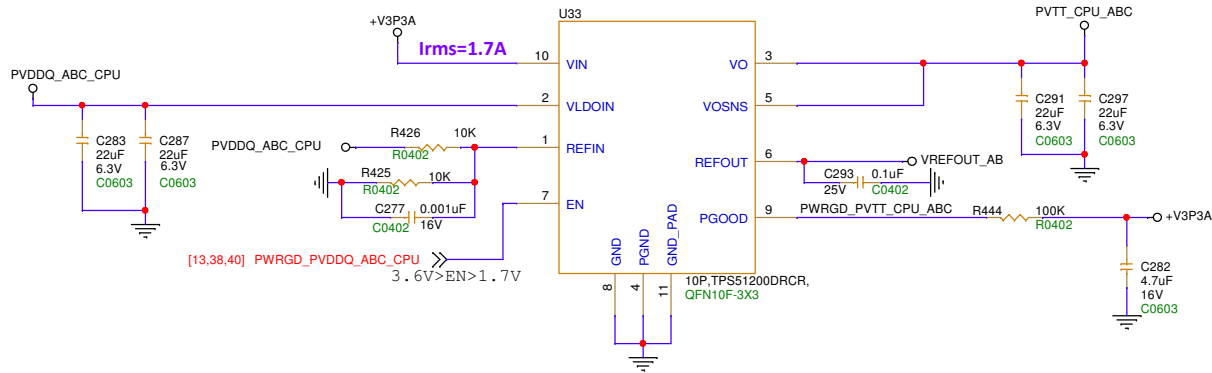 U33
+V3P3A
Irms=1.7A
PVTT_CPU_ABC
10
VIN
VO
3
PVDDQ_ABC_CPU
2
VLDOIN
VOSNS
5
C283
22uF
6.3V
C0603
C287
22uF
6.3V
C0603
C291
22uF
6.3V
C0603
C297
22uF
6.3V
C0603
R426
10K
R0402
PVDDQ_ABC_CPU
1
REFIN
REFOUT
6
VREFOUT_AB
R425
10K
R0402
C293
0.1uF
25V
C0402
C277
0.001uF
C0402
16V
7
EN
PGOOD
9
PWRGD_PVTT_CPU_ABC
R444
100K
R0402
+V3P3A
GND
PGND
GND_PAD
[13,38,40] PWRGD_PVDDQ_ABC_CPU
3.6V>EN>1.7V
C282
4.7uF
16V
C0603
8
4
11
10P,TPS51200DRCR,
QFN10F-3X3